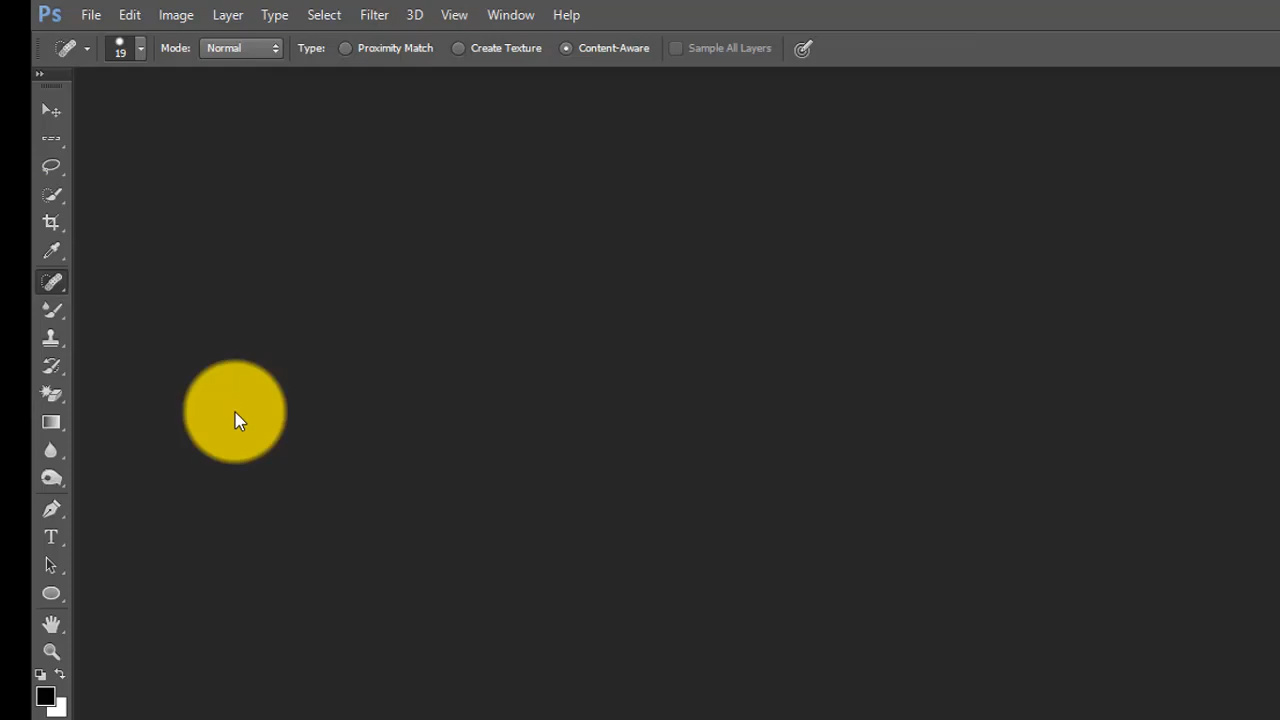 Ps File Edit Image Layer Type Select Filter 3D View Window Help
19 Mode: Normal Type: Proximity Match Create Texture Content-Aware Sample All Layers
T